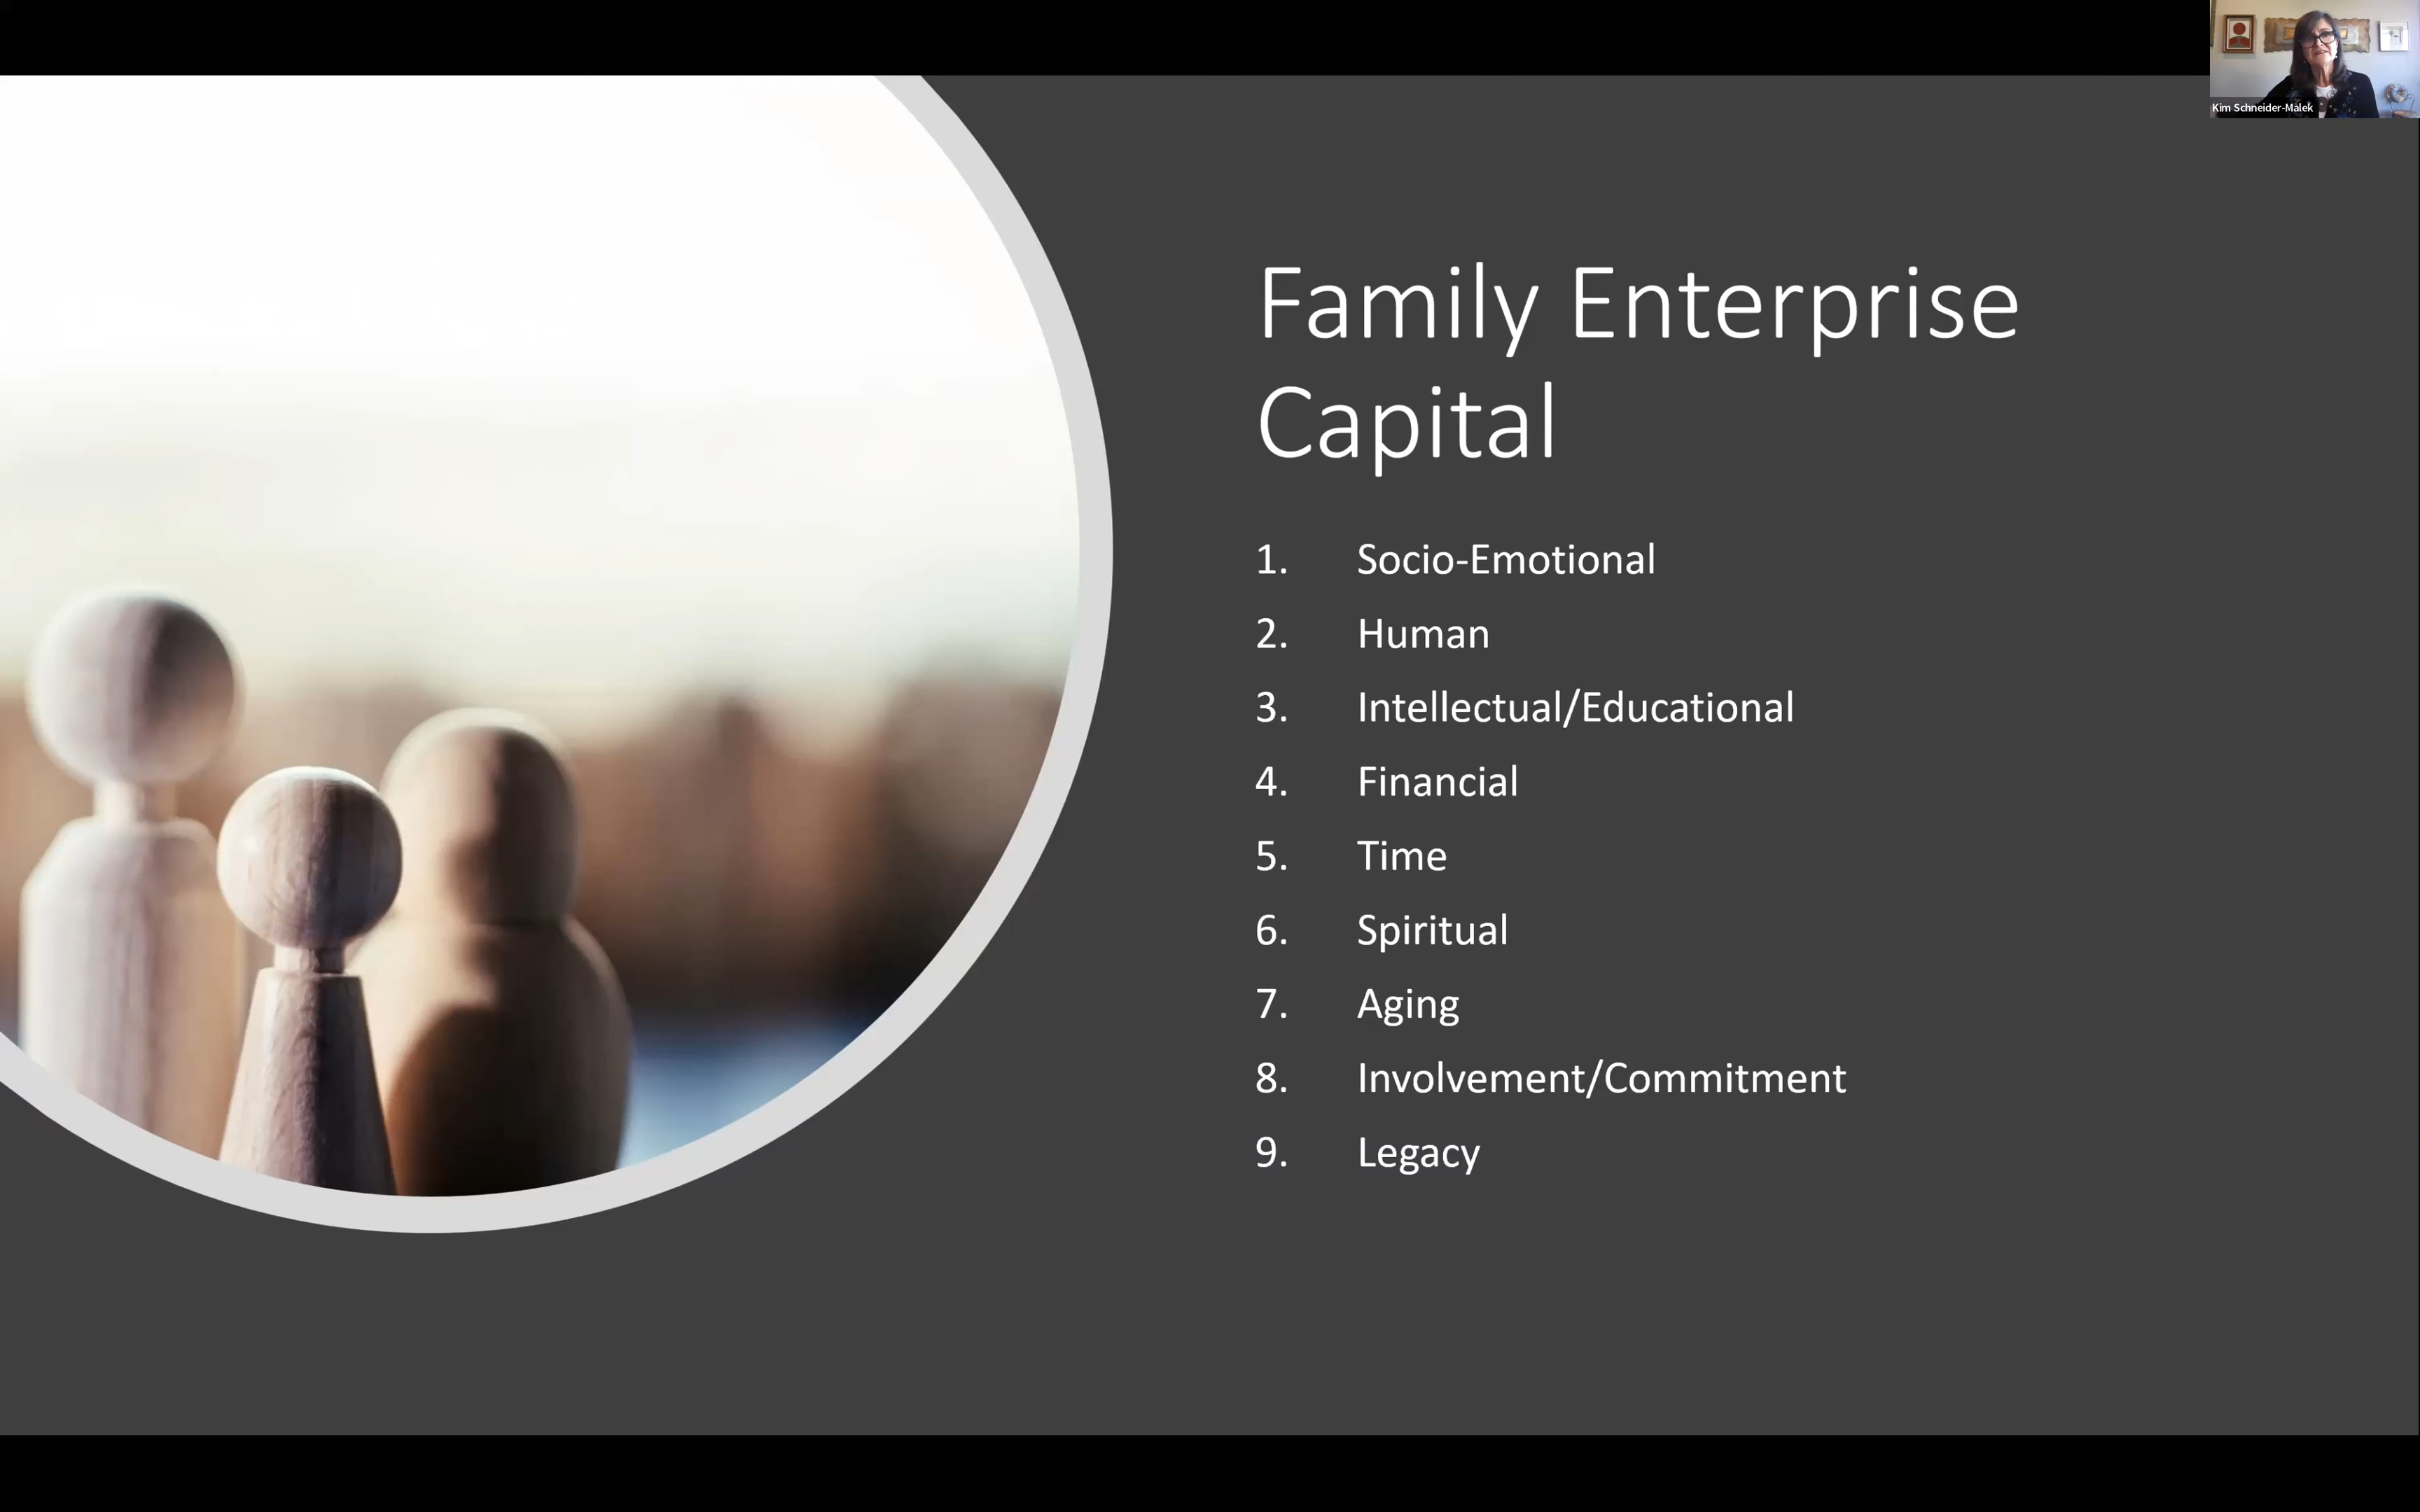 Kim Schneider-Malek
Family Enterprise
Capital
1. Socio-Emotional
2. Human
3. Intellectual/Educational
4. Financial
5. Time
6. Spiritual
7. Aging
8. Involvement/Commitment
9. Legacy